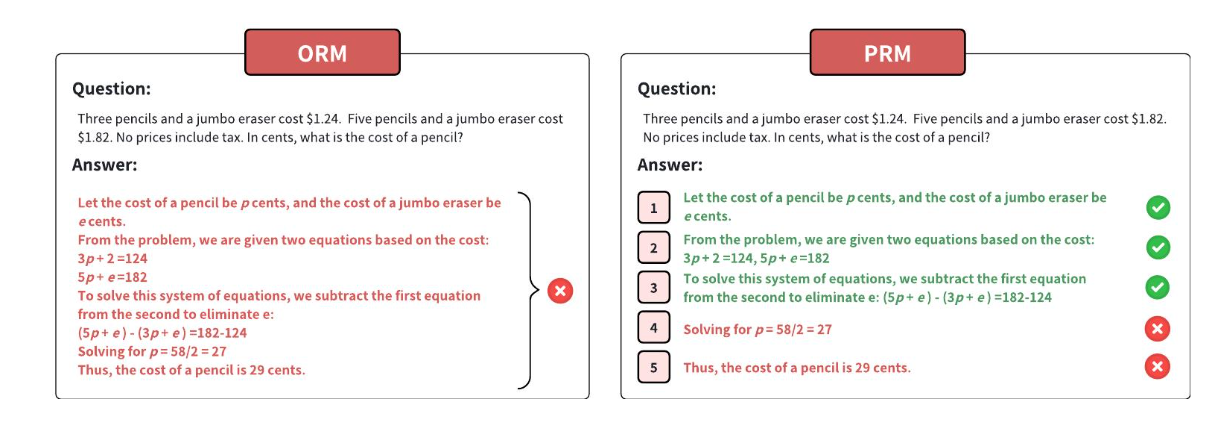 ORM
Question:
Three pencils and a jumbo eraser cost $1.24. Five pencils and a jumbo eraser cost
$1.82. No prices include tax. In cents, what is the cost of a pencil?
Answer:
Let the cost of a pencil be p cents, and the cost of a jumbo eraser be
e cents.
From the problem, we are given two equations based on the cost:
3p+ 2 =124
5p+ e =182
To solve this system of equations, we subtract the first equation
from the second to eliminate e:
(5p+ e ) - (3p+ e ) =182-124
Solving for p = 58/2 = 27
Thus, the cost of a pencil is 29 cents.
PRM
Question:
Three pencils and a jumbo eraser cost $1.24. Five pencils and a jumbo eraser cost $1.82.
No prices include tax. In cents, what is the cost of a pencil?
Answer:
1
Let the cost of a pencil be p cents, and the cost of a jumbo eraser be
e cents.
2
From the problem, we are given two equations based on the cost:
3p+ 2 =124, 5p+ e =182
3
To solve this system of equations, we subtract the first equation
from the second to eliminate e: (5p+ e ) - (3p+ e ) =182-124
4
Solving for p = 58/2 = 27
5
Thus, the cost of a pencil is 29 cents.